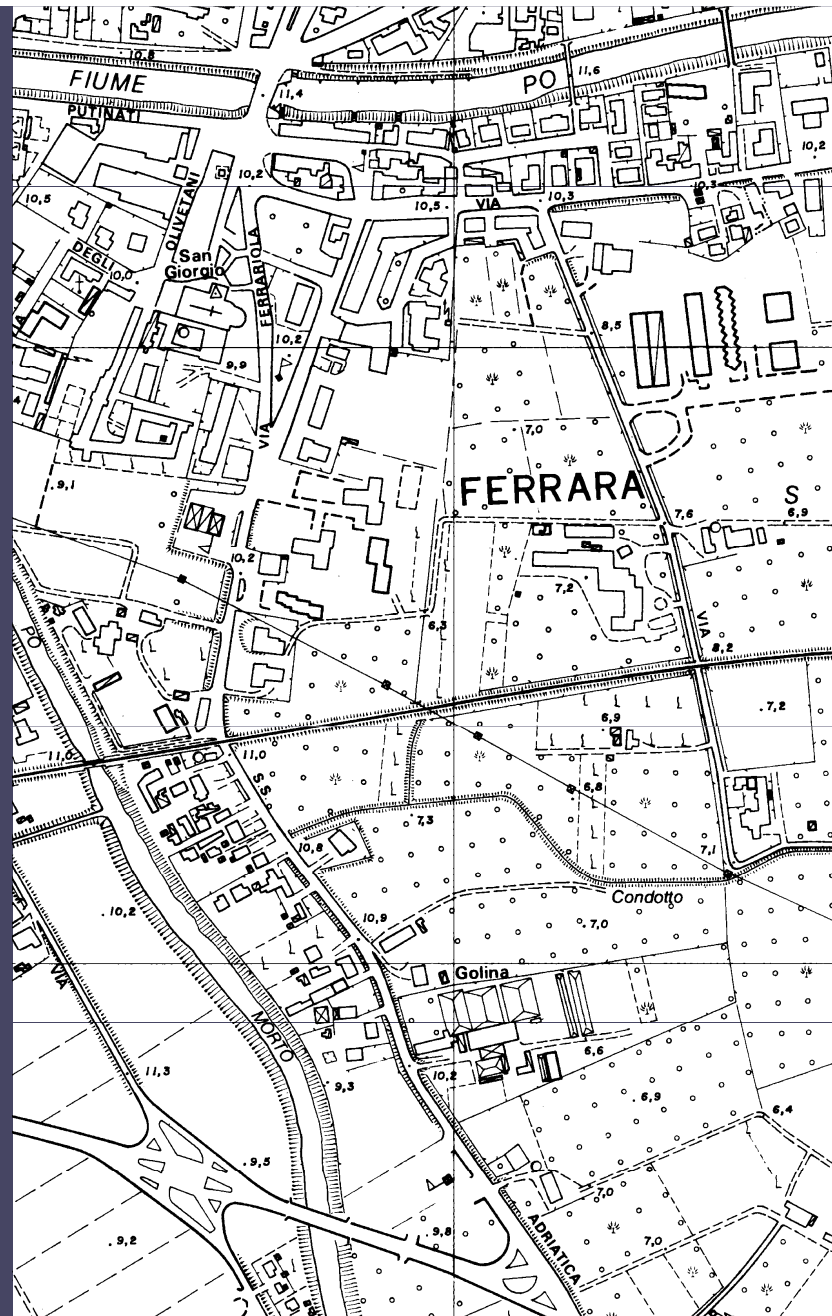 10,8
FIUME
PO
11,6
11,4
PUTINATI
10,2
10,2
10,5
OLIVETANI
10,3
10,5
VIA
10,3
DEGLI
10,0
San
Giorgio
FERRARIOLA
8,5
10,2
9,9
VIA
7,0
9,1
FERRARA
S
6,9
7,6
10,2
7,2
6,3
VIA
PO
8,2
7,2
6,9
11,0
11,0
S S
6,8
7,3
10,8
7,1
Condotto
10,2
10,9
7,0
VIA
Golina
MORTO
11,3
9,3
10,2
6,6
6,9
6,4
9,5
7,0
9,2
9,8
ADRIATICA
7,0